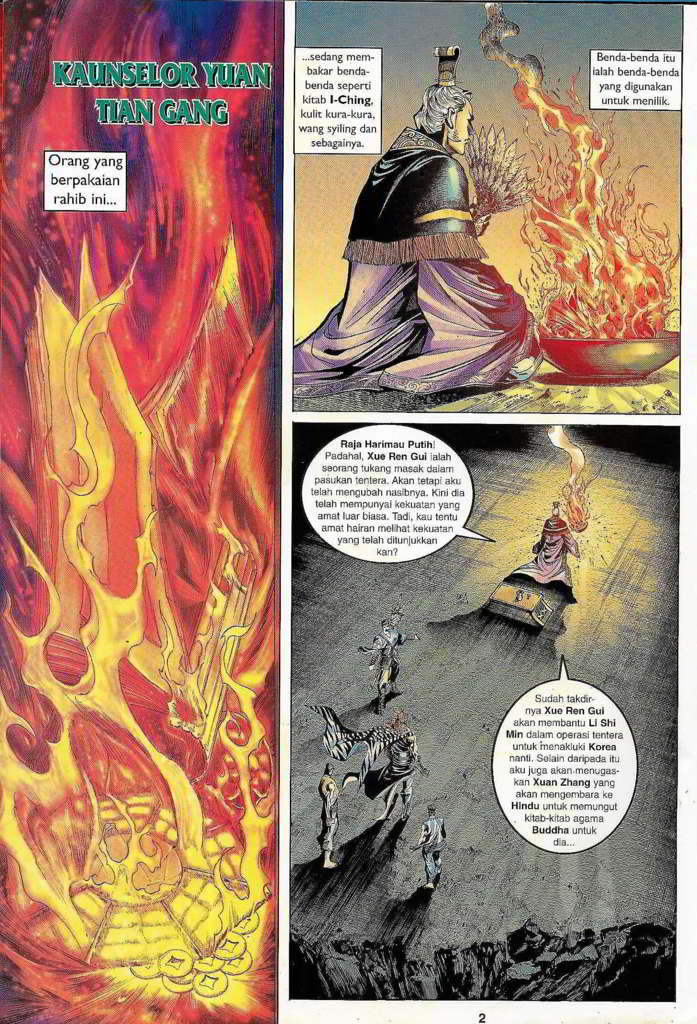 KAUNSELOR YUAN
TIAN GANG
Orang yang
berpakaian
rahib ini...
...sedang mem-
bakar benda-
benda seperti
kitab I-Ching,
kulit kura-kura,
wang syiling dan
sebagainya.
Benda-benda itu
ialah benda-benda
yang digunakan
untuk menilik.
Raja Harimau Putih!
Padahal, Xue Ren Gui ialah
seorang tukang masak dalam
pasukan tentera. Akan tetapi aku
telah mengubah nasibnya. Kini dia
telah mempunyai kekuatan yang
amat luar biasa. Tadi, kau tentu
amat hairan melihat kekuatan
yang telah ditunjukkan
kan?
Sudah takdir-
nya Xue Ren Gui
akan membantu Li Shi
Min dalam operasi tentera
untuk menakluki Korea
nanti. Selain daripada itu
aku juga akan menugas-
kan Xuan Zhang yang
akan mengembara ke
Hindu untuk memungut
kitab-kitab agama
Buddha untuk
dia...
2